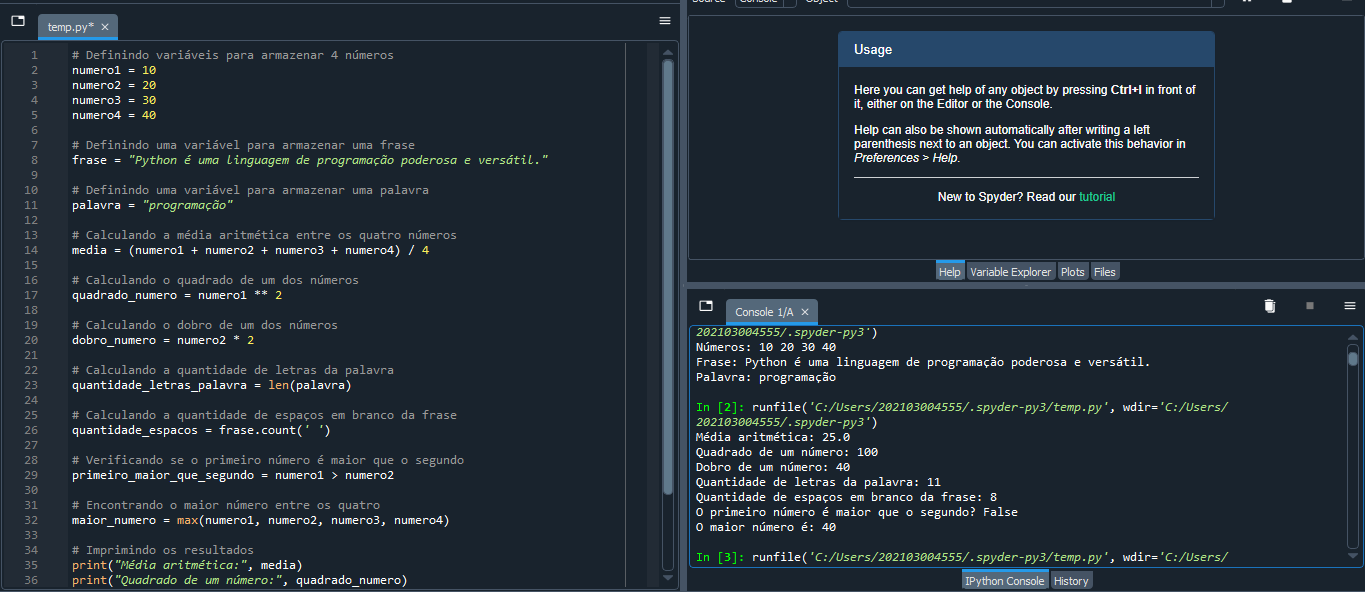 Source Console Object
temp.py*
1 # Definindo variáveis para armazenar 4 números
2 numero1 = 10
3 numero2 = 20
4 numero3 = 30
5 numero4 = 40
6
7 # Definindo uma variável para armazenar uma frase
8 frase = "Python é uma linguagem de programação poderosa e versátil."
9
10 # Definindo uma variável para armazenar uma palavra
11 palavra = "programação"
12
13 # Calculando a média aritmética entre os quatro números
14 media = (numero1 + numero2 + numero3 + numero4) / 4
15
16 # Calculando o quadrado de um dos números
17 quadrado_numero = numero1 ** 2
18
19 # Calculando o dobro de um dos números
20 dobro_numero = numero2 * 2
21
22 # Calculando a quantidade de letras da palavra
23 quantidade_letras_palavra = len(palavra)
24
25 # Calculando a quantidade de espaços em branco da frase
26 quantidade_espacos = frase.count(' ')
27
28 # Verificando se o primeiro número é maior que o segundo
29 primeiro_maior_que_segundo = numero1 > numero2
30
31 # Encontrando o maior número entre os quatro
32 maior_numero = max(numero1, numero2, numero3, numero4)
33
34 # Imprimindo os resultados
35 print("Média aritmética:", media)
36 print("Quadrado de um número:", quadrado_numero)
Usage
Here you can get help of any object by pressing Ctrl+I in front of
it, either on the Editor or the Console.
Help can also be shown automatically after writing a left
parenthesis next to an object. You can activate this behavior in
Preferences > Help.
New to Spyder? Read our tutorial
Help Variable Explorer Plots Files
Console 1/A
202103004555/.spyder-py3')
Números: 10 20 30 40
Frase: Python é uma linguagem de programação poderosa e versátil.
Palavra: programação
In [2]: runfile('C:/Users/202103004555/.spyder-py3/temp.py', wdir='C:/Users/
202103004555/.spyder-py3')
Média aritmética: 25.0
Quadrado de um número: 100
Dobro de um número: 40
Quantidade de letras da palavra: 11
Quantidade de espaços em branco da frase: 8
O primeiro número é maior que o segundo? False
O maior número é: 40
In [3]: runfile('C:/Users/202103004555/.spyder-py3/temp.py', wdir='C:/Users/
IPython Console History